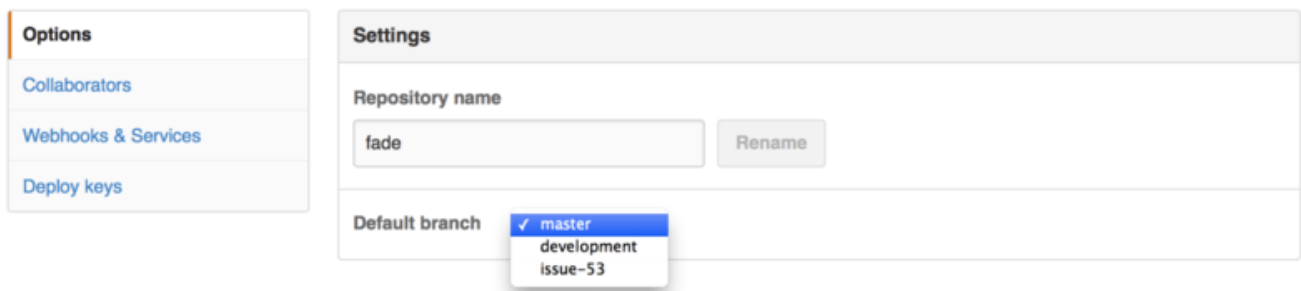 Options
Collaborators
Webhooks & Services
Deploy keys
Settings
Repository name
fade
Rename
Default branch
✓ master
development
issue-53